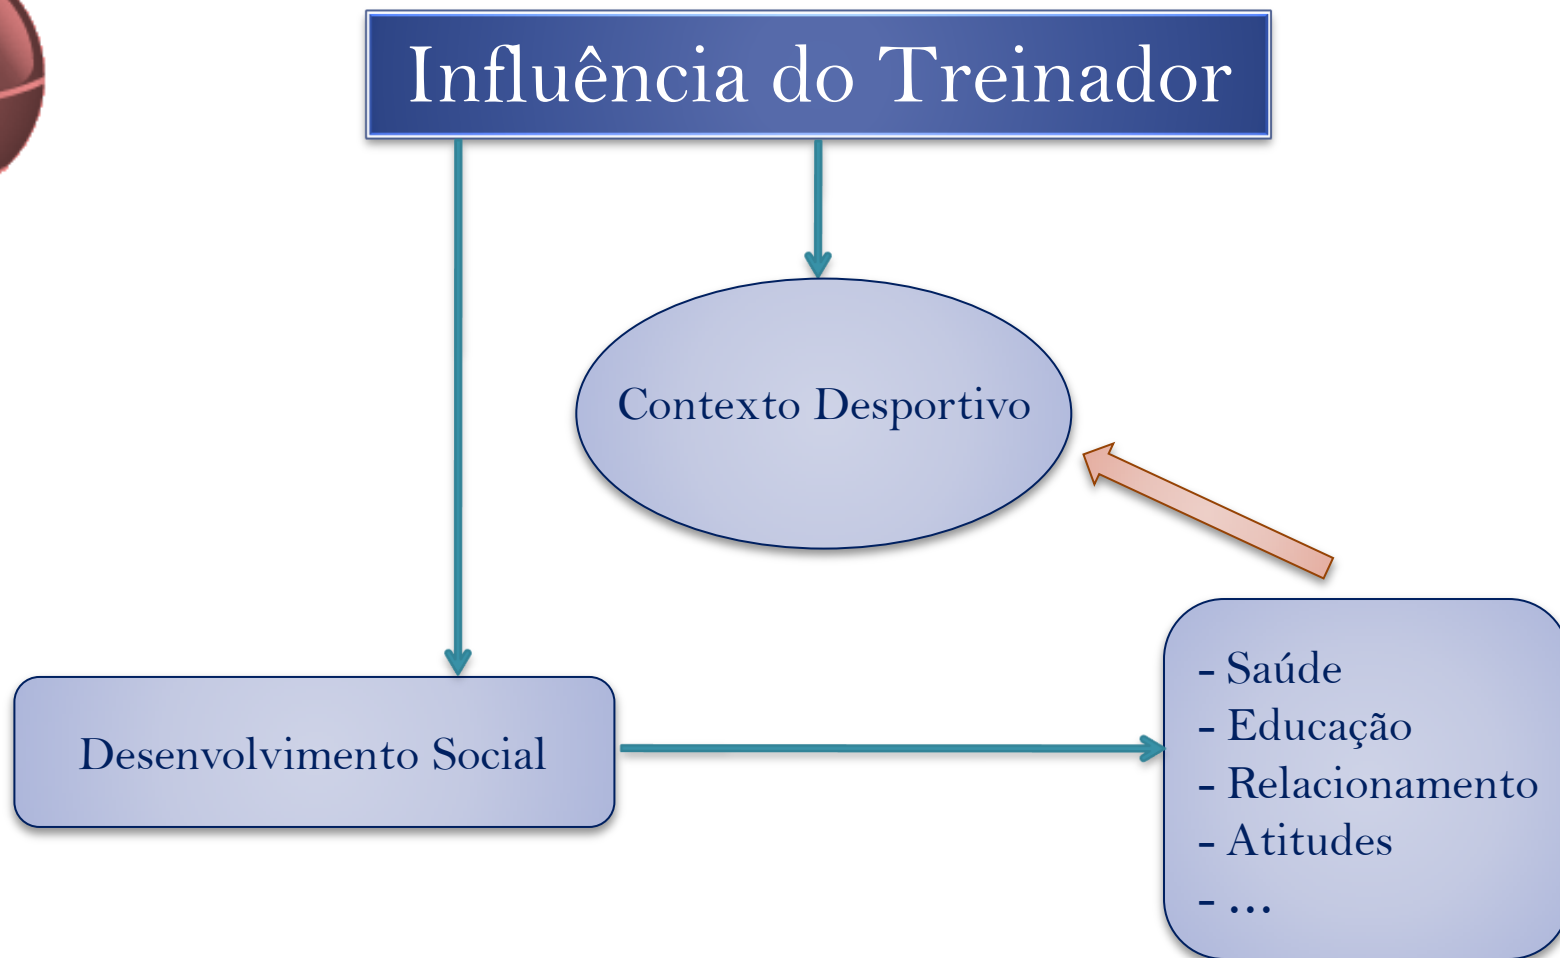 Influência do Treinador
Contexto Desportivo
Desenvolvimento Social
- Saúde
- Educação
- Relacionamento
- Atitudes
- ...